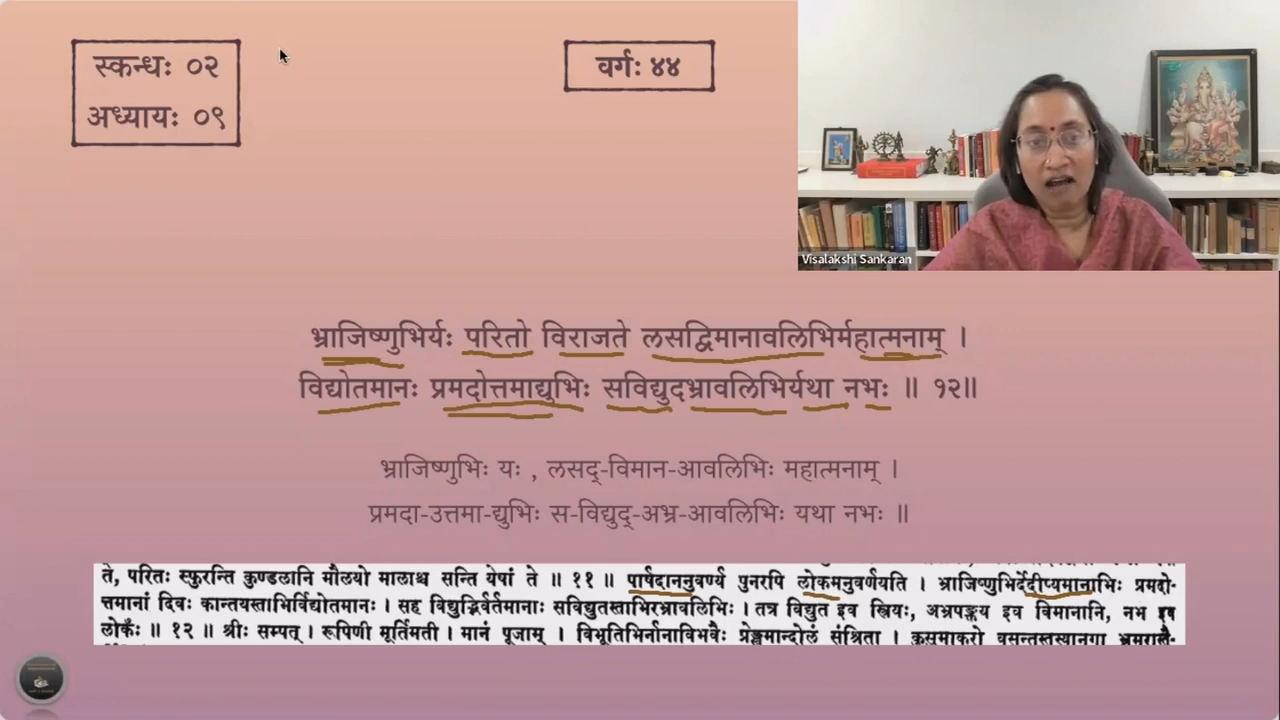 स्कन्धः ०२
अध्यायः ०९
वर्गः ४४
Visalakshi Sankaran
भ्राजिष्णुभिर्यः परितो विराजते लसद्विमानावलिभिर्महात्मनाम् ।
विद्योतमानः प्रमदोत्तमाद्युभिः सविद्युदभ्रावलिभिर्यथा नभः ॥ १२॥
भ्राजिष्णुभिः यः , लसद्-विमान-आवलिभिः महात्मनाम् ।
प्रमदा-उत्तमा-द्युभिः स-विद्युद्-अभ्र-आवलिभिः यथा नभः ॥
ते, परितः स्फुरन्ति कुण्डलानि मौलयो मालाश्च सन्ति येषां ते ॥ ११ ॥ पार्षदाननुवर्ण्य पुनरपि लोकमनुवर्णयति । भ्राजिष्णुभिर्देदीप्यमानाभिः प्रमदो-
त्तमानां दिवः कान्तयस्ताभिर्विद्योतमानः । सह विद्युद्भिर्वर्तमानाः सविद्युतस्ताभिरभ्रावलिभिः । तत्र विद्युत इव स्त्रियः, अभ्रपङ्क्तय इव विमानानि, नभ इव
लोकः ॥ १२ ॥ श्रीः सम्पत् । रूपिणी मूर्तिमती । मानं पूजाम् । विभूतिभिर्नानाविभवैः प्रेङ्खमान्दोलं संश्रिता । कुसुमाकरो वसन्तस्तस्यानुगा